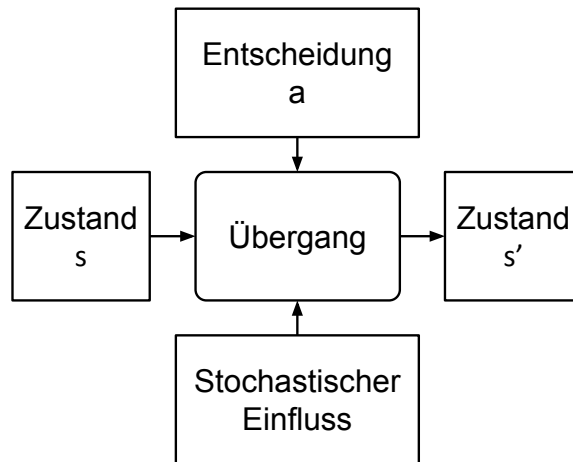 Entscheidung
a
Zustand
s
Übergang
Zustand
s’
Stochastischer
Einfluss